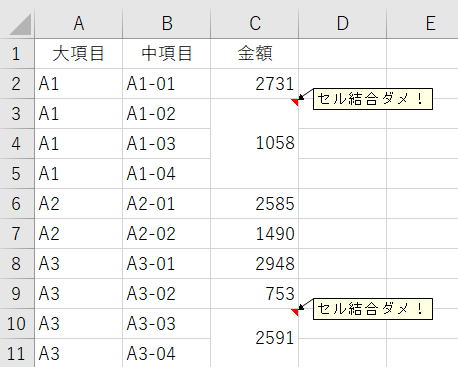 A B C D E
1 大項目 中項目 金額
2 A1 A1-01 2731
セル結合ダメ！
3 A1 A1-02
4 A1 A1-03 1058
5 A1 A1-04
6 A2 A2-01 2585
7 A2 A2-02 1490
8 A3 A3-01 2948
9 A3 A3-02 753
セル結合ダメ！
10 A3 A3-03
2591
11 A3 A3-04